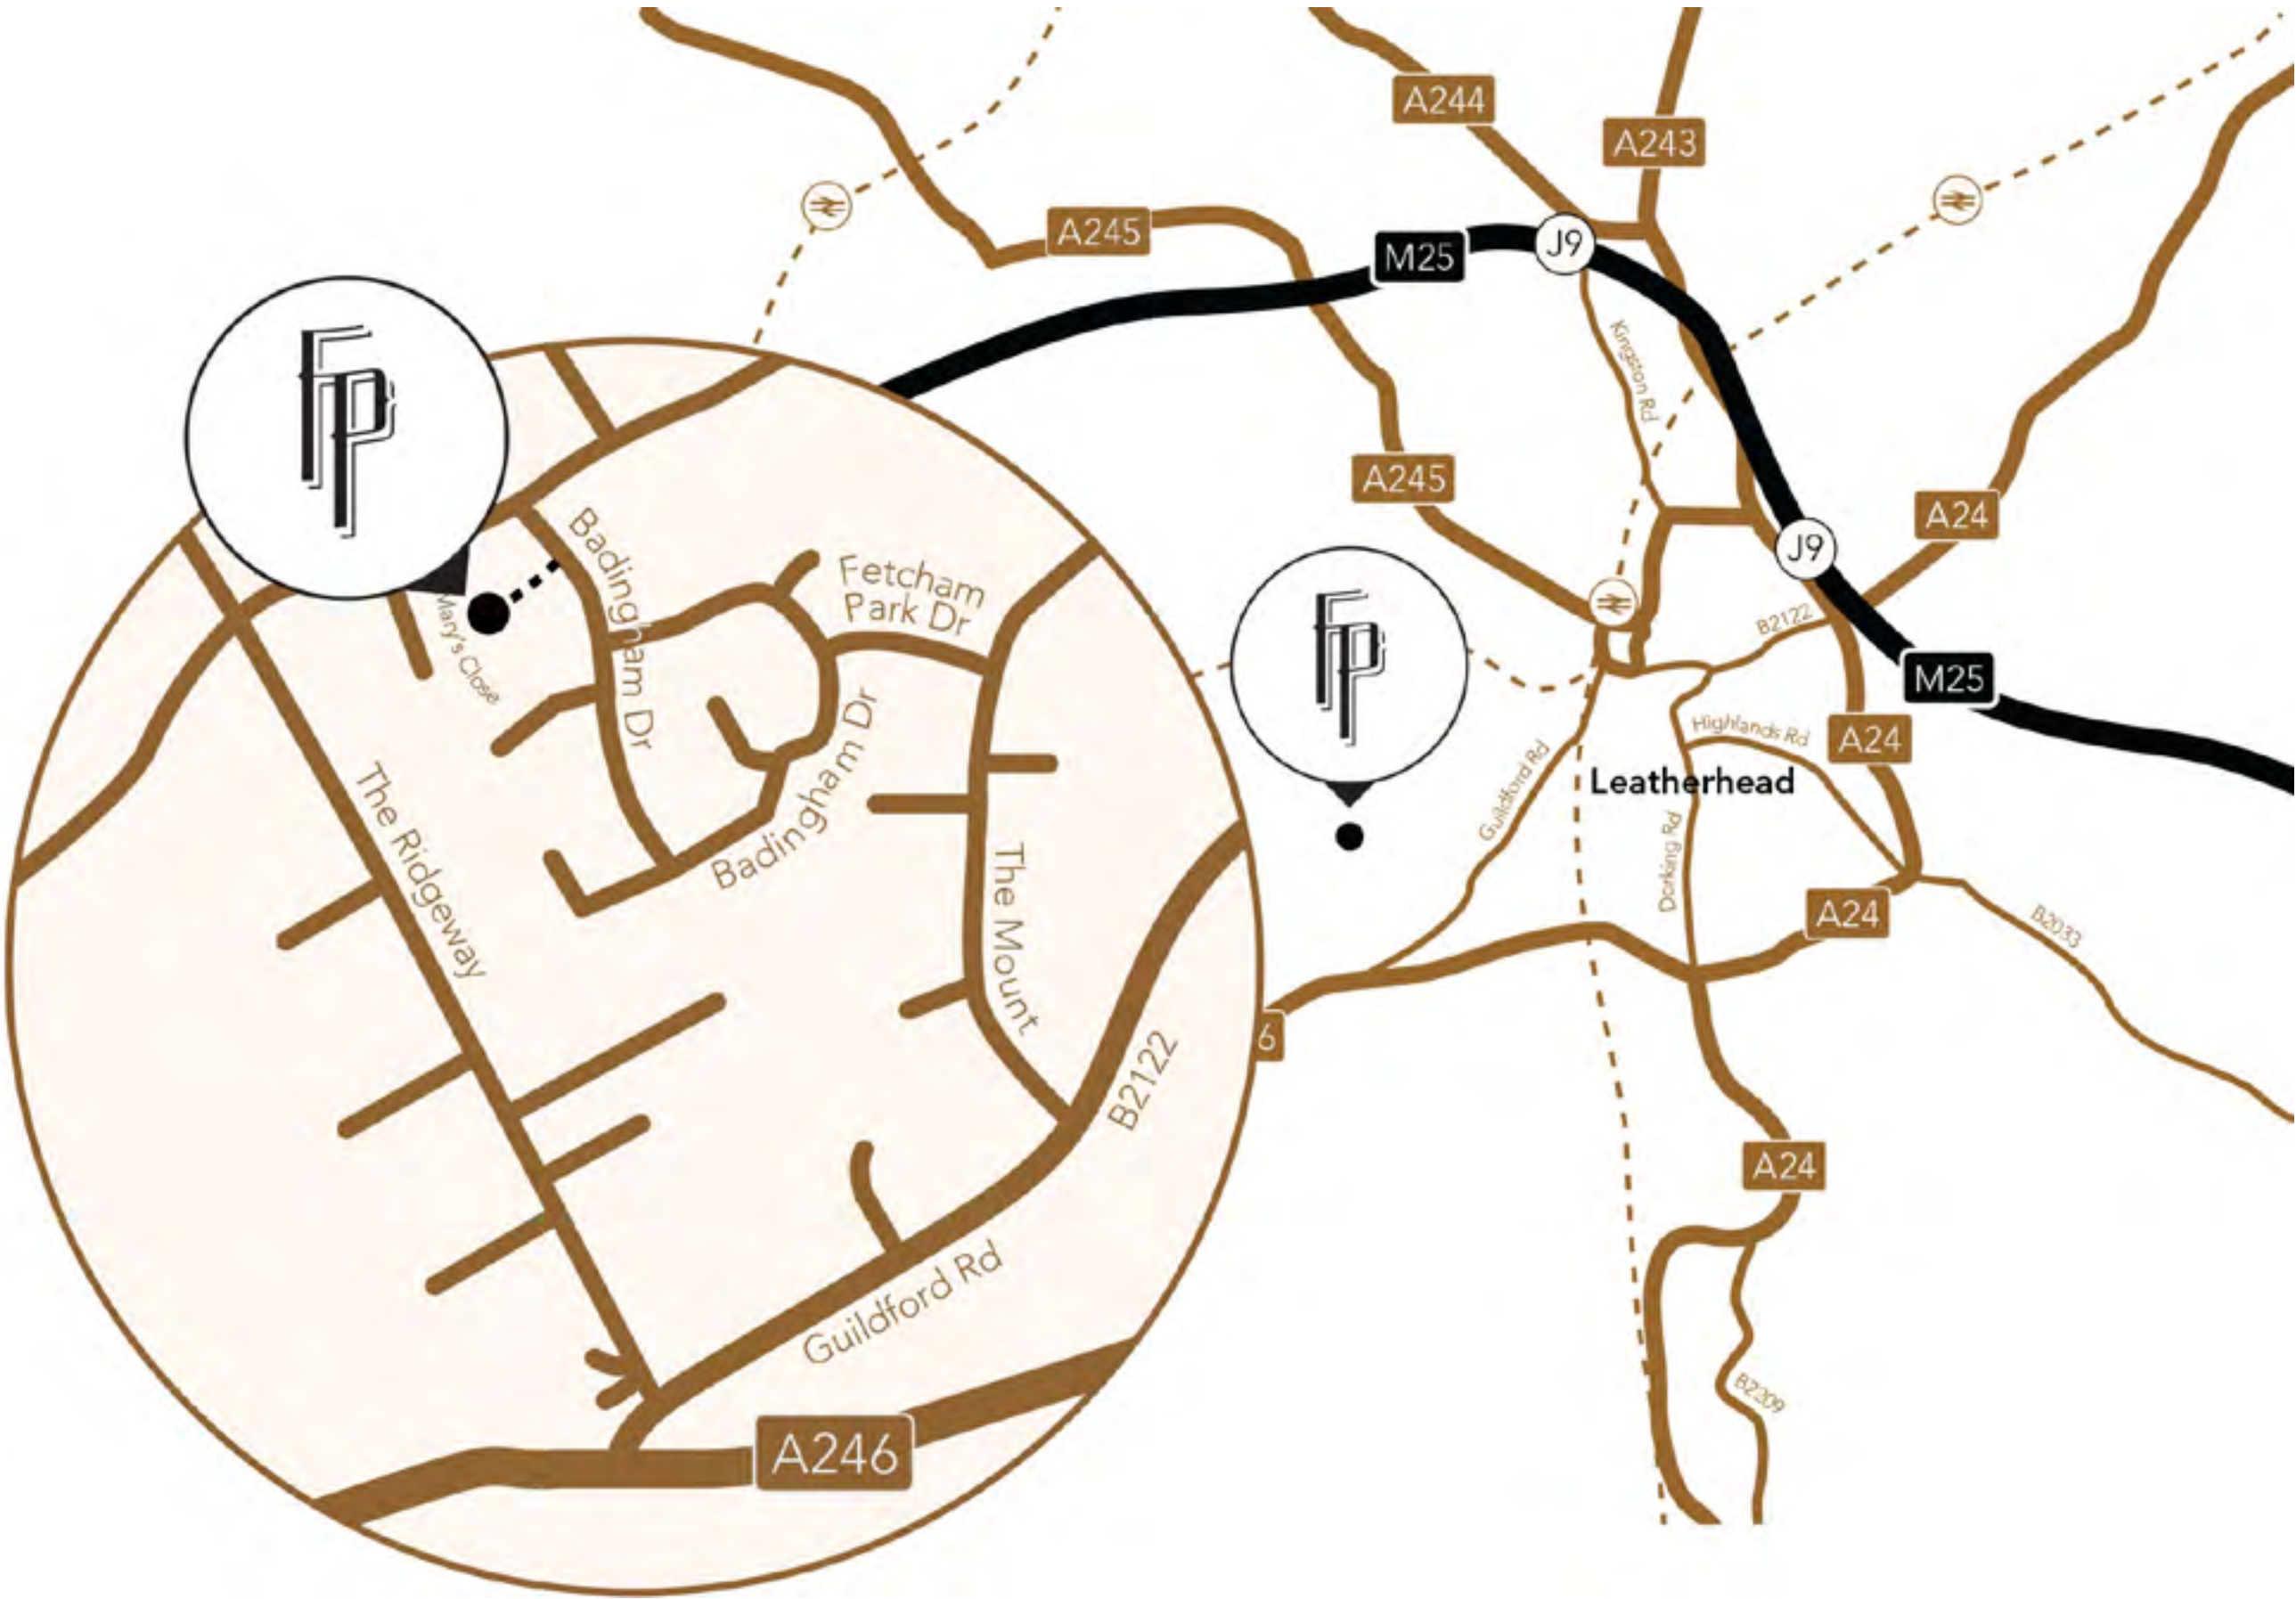 A244
A243
A245
M25
J9
Kingston Rd
FP
Badingham Dr
Fetcham
Park Dr
Mary's Close
A245
A24
J9
B2122
FP
M25
Highlands Rd
A24
Guildford Rd
Leatherhead
The Ridgeway
Badingham Dr
The Mount
Dorking Rd
A24
B2033
6
B2122
A24
Guildford Rd
B2209
A246